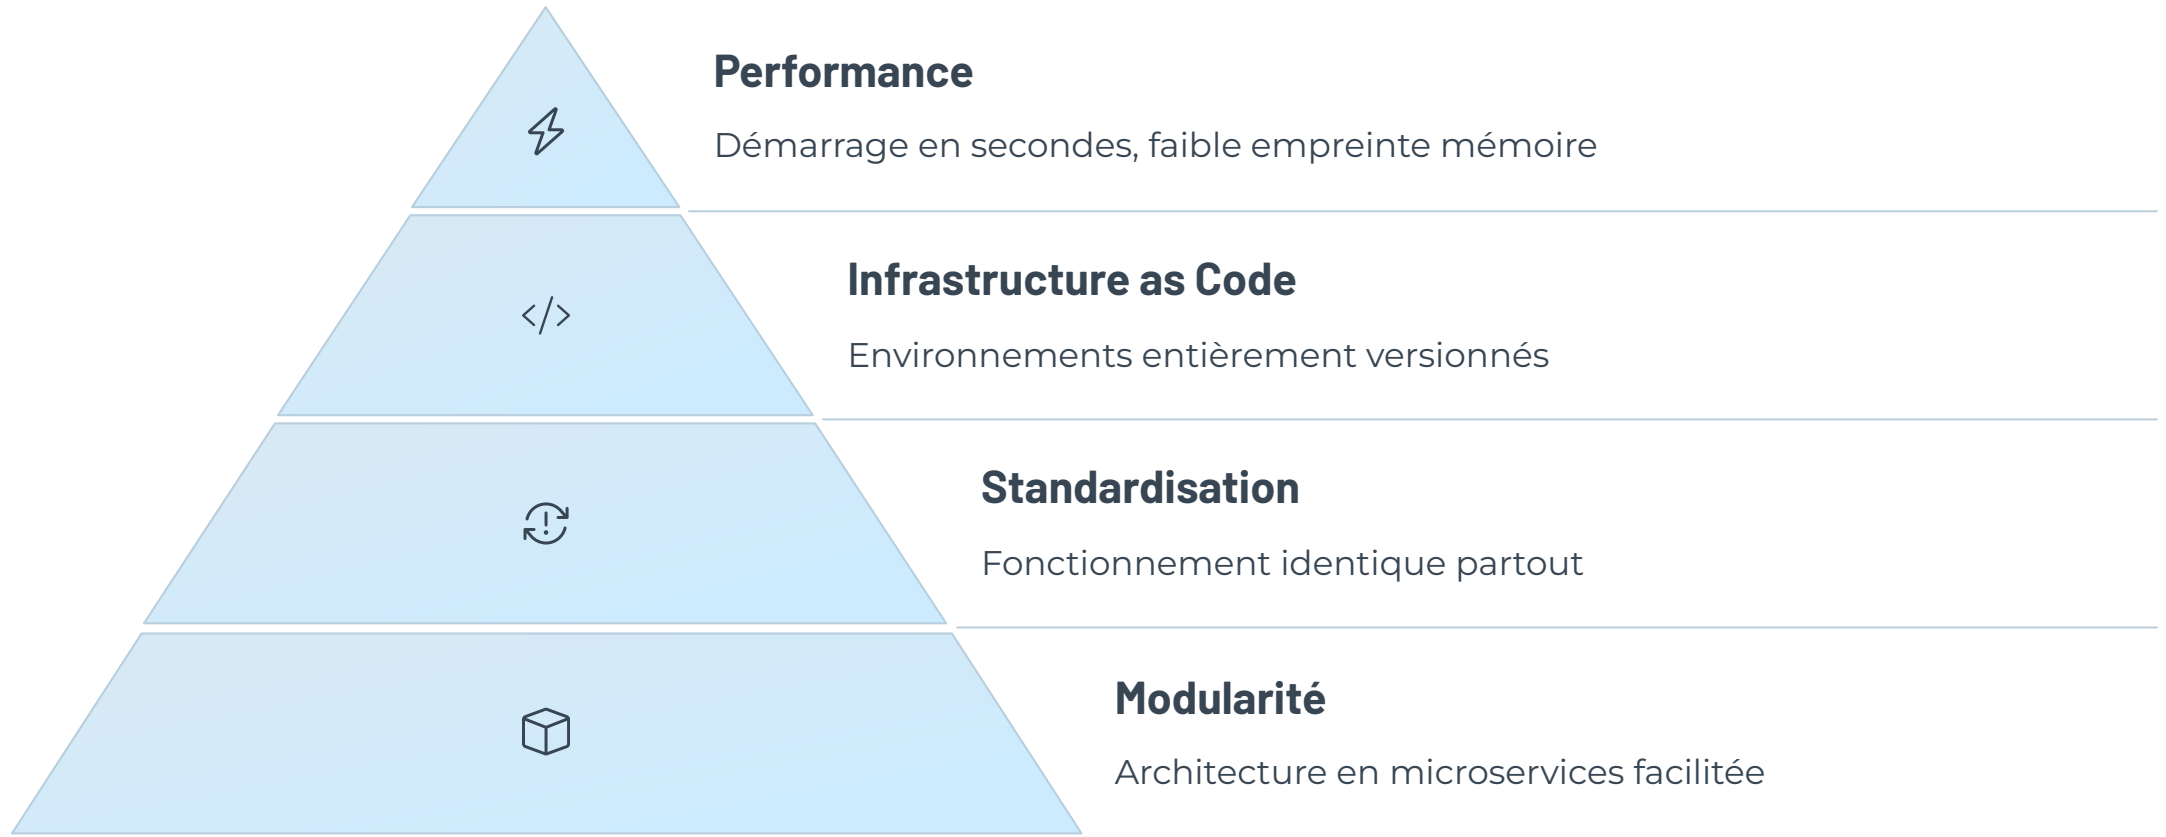 Performance
Démarrage en secondes, faible empreinte mémoire
Infrastructure as Code
Environnements entièrement versionnés
Standardisation
Fonctionnement identique partout
Modularité
Architecture en microservices facilitée